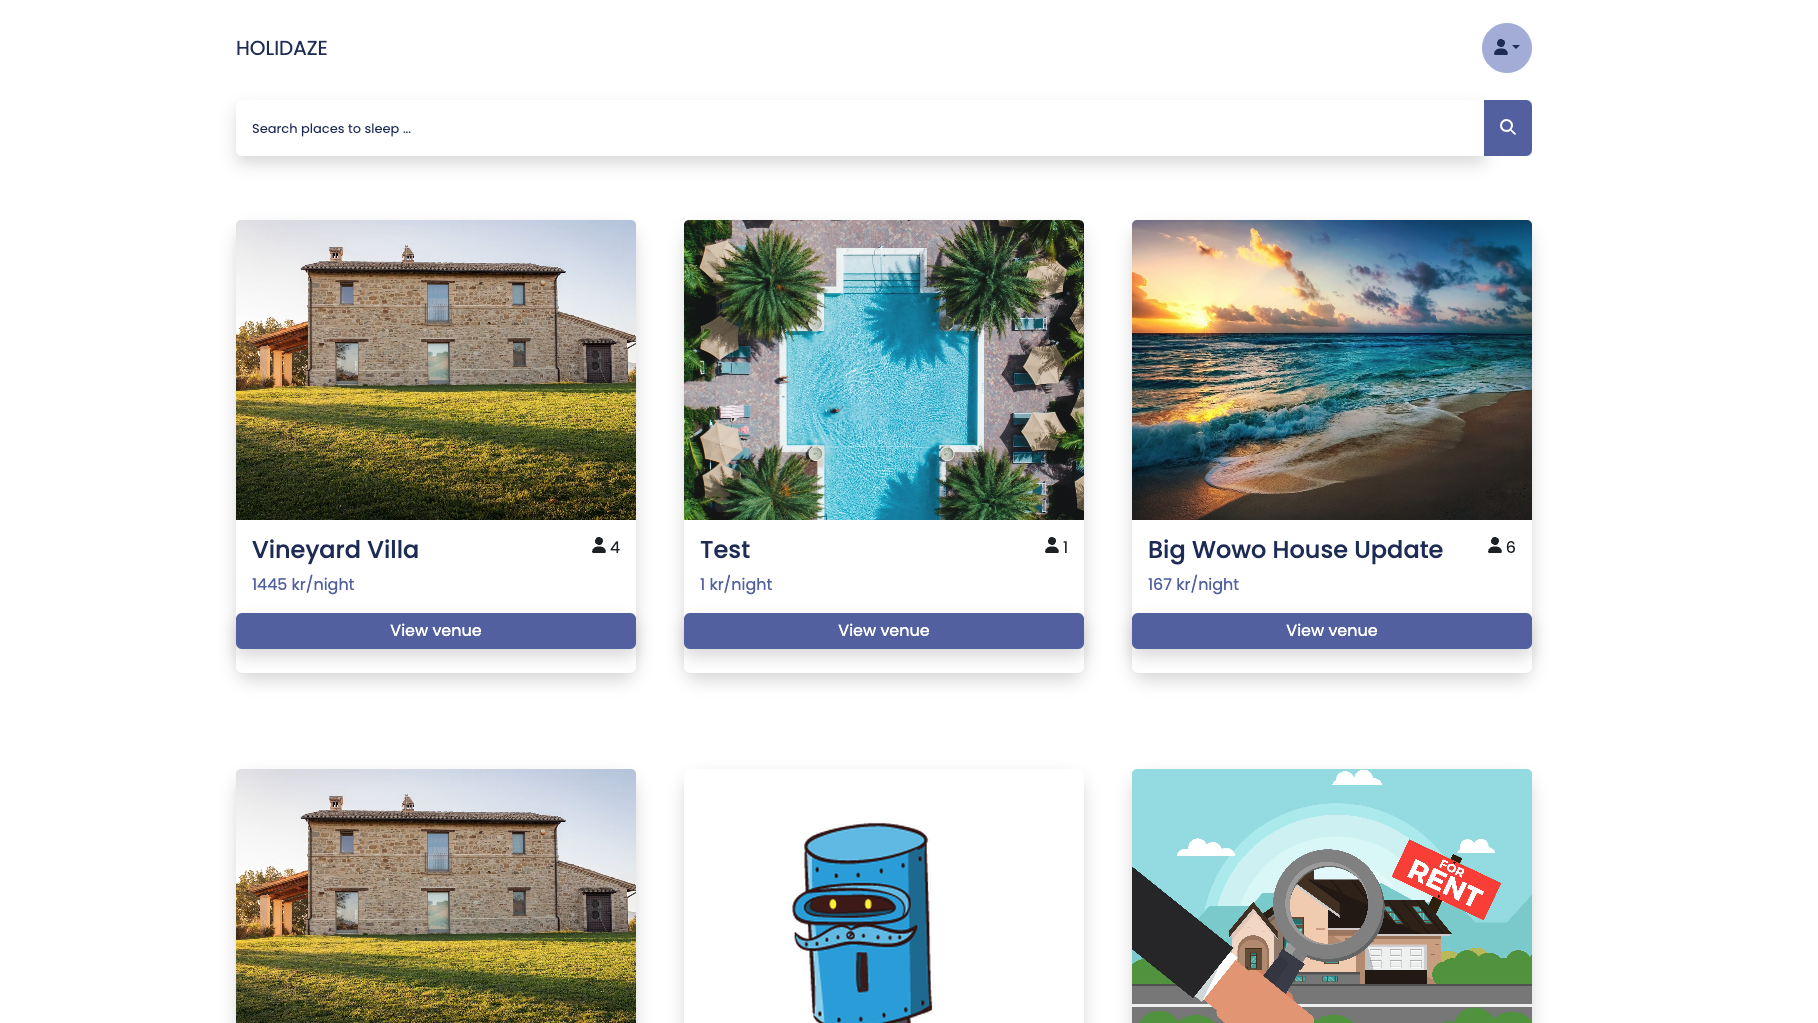 HOLIDAZE
Search places to sleep ...
Vineyard Villa
4
1445 kr/night
View venue
Test
1
1 kr/night
View venue
Big Wowo House Update
6
167 kr/night
View venue
FOR
RENT